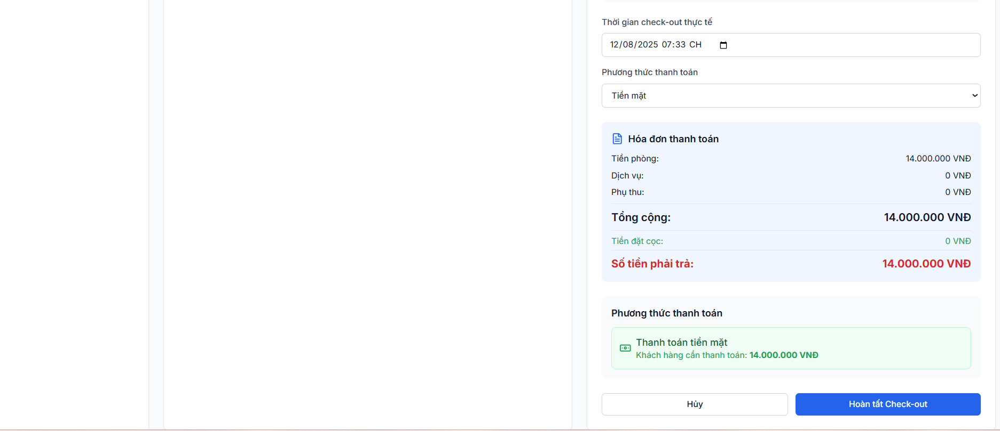 Thời gian check-out thực tế
12/08/2025 07:33 CH
Phương thức thanh toán
Tiền mặt
Hóa đơn thanh toán
Tiền phòng: 14.000.000 VNĐ
Dịch vụ: 0 VNĐ
Phụ thu: 0 VNĐ
Tổng cộng: 14.000.000 VNĐ
Tiền đặt cọc: 0 VNĐ
Số tiền phải trả: 14.000.000 VNĐ
Phương thức thanh toán
Thanh toán tiền mặt
Khách hàng cần thanh toán: 14.000.000 VNĐ
Hủy Hoàn tất Check-out